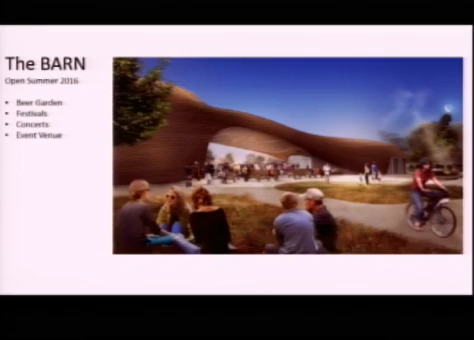 The BARN
Open Summer 2016
• Beer Garden
• Festivals
• Concerts
• Event Venue